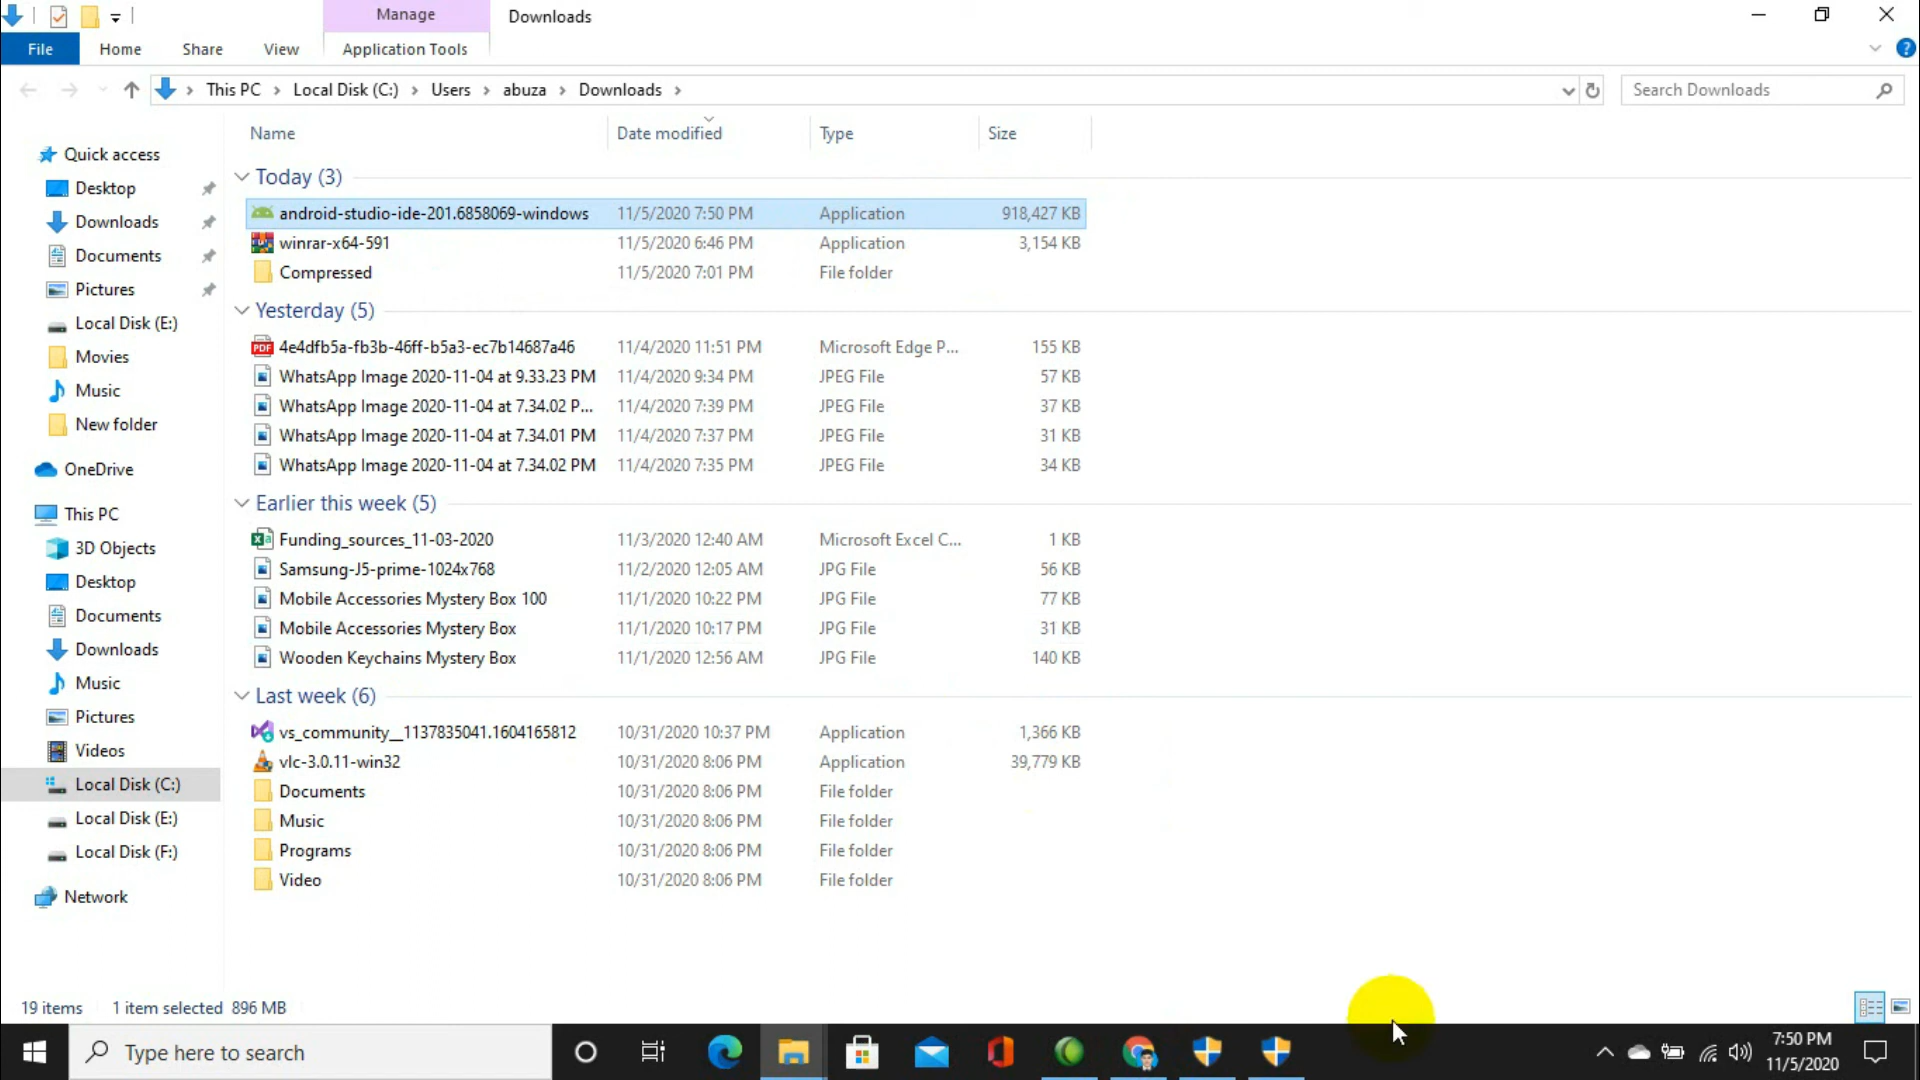 Manage
Downloads
File
Home
Share
View
Application Tools
This PC
Local Disk (C:)
Users
abuza
Downloads
Search Downloads
Name
Date modified
Type
Size
Quick access
Desktop
Downloads
Documents
Pictures
Local Disk (E:)
Movies
Music
New folder
OneDrive
This PC
3D Objects
Desktop
Documents
Downloads
Music
Pictures
Videos
Local Disk (C:)
Local Disk (E:)
Local Disk (F:)
Network
Today (3)
android-studio-ide-201.6858069-windows 11/5/2020 7:50 PM Application 918,427 KB
winrar-x64-591 11/5/2020 6:46 PM Application 3,154 KB
Compressed 11/5/2020 7:01 PM File folder
Yesterday (5)
PDF
4e4dfb5a-fb3b-46ff-b5a3-ec7b14687a46 11/4/2020 11:51 PM Microsoft Edge P... 155 KB
WhatsApp Image 2020-11-04 at 9.33.23 PM 11/4/2020 9:34 PM JPEG File 57 KB
WhatsApp Image 2020-11-04 at 7.34.02 P... 11/4/2020 7:39 PM JPEG File 37 KB
WhatsApp Image 2020-11-04 at 7.34.01 PM 11/4/2020 7:37 PM JPEG File 31 KB
WhatsApp Image 2020-11-04 at 7.34.02 PM 11/4/2020 7:35 PM JPEG File 34 KB
Earlier this week (5)
Funding_sources_11-03-2020 11/3/2020 12:40 AM Microsoft Excel C... 1 KB
Samsung-J5-prime-1024x768 11/2/2020 12:05 AM JPG File 56 KB
Mobile Accessories Mystery Box 100 11/1/2020 10:22 PM JPG File 77 KB
Mobile Accessories Mystery Box 11/1/2020 10:17 PM JPG File 31 KB
Wooden Keychains Mystery Box 11/1/2020 12:56 AM JPG File 140 KB
Last week (6)
vs_community__1137835041.1604165812 10/31/2020 10:37 PM Application 1,366 KB
vlc-3.0.11-win32 10/31/2020 8:06 PM Application 39,779 KB
Documents 10/31/2020 8:06 PM File folder
Music 10/31/2020 8:06 PM File folder
Programs 10/31/2020 8:06 PM File folder
Video 10/31/2020 8:06 PM File folder
19 items
1 item selected 896 MB
Type here to search
7:50 PM
11/5/2020